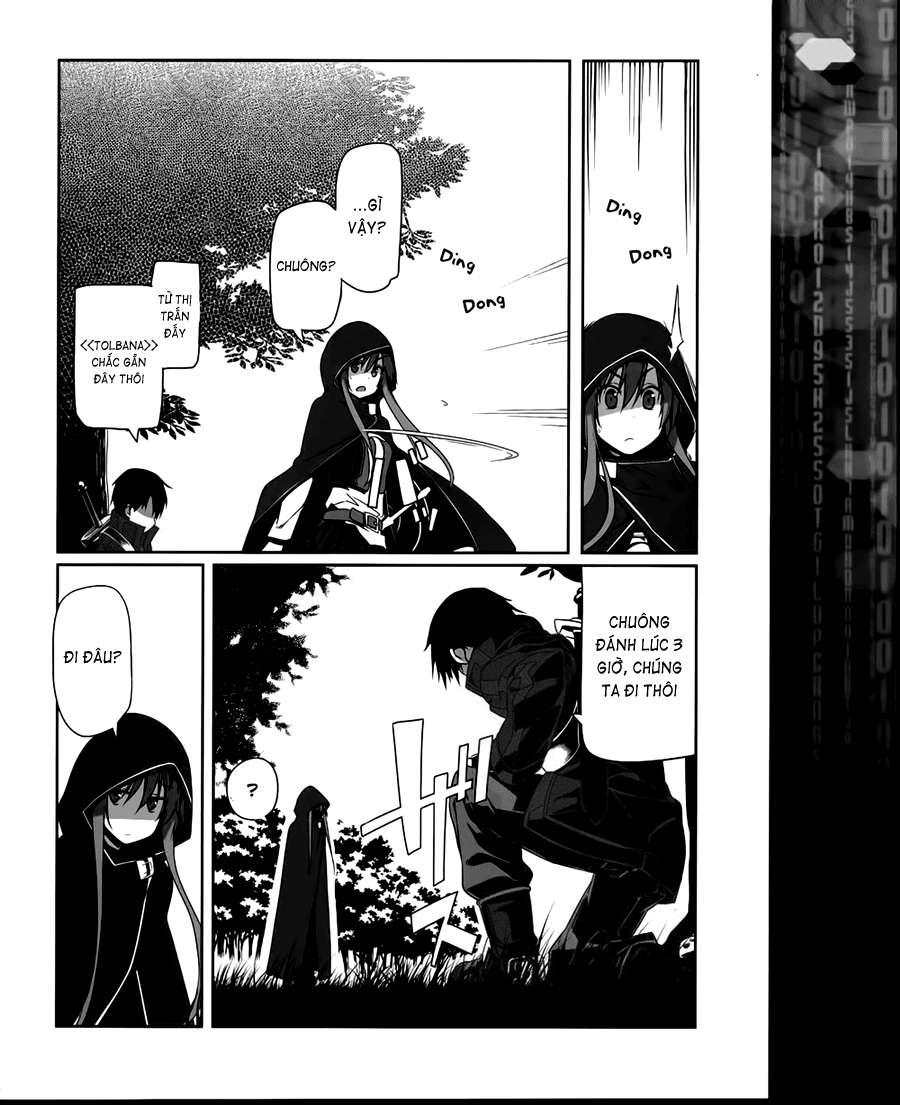 Ding
Dong
...GÌ
VẬY?
CHUÔNG?
Ding
Dong
TỪ THỊ
TRẤN
ĐẤY
<<TOLBANA>>
CHẮC GẦN
ĐÂY THÔI
CHUÔNG
ĐÁNH LÚC 3
GIỜ, CHÚNG
TA ĐI THÔI
?
ĐI ĐÂU?